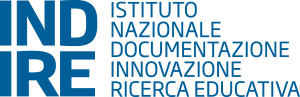 IND
IRE
ISTITUTO
NAZIONALE
DOCUMENTAZIONE
INNOVAZIONE
RICERCA EDUCATIVA